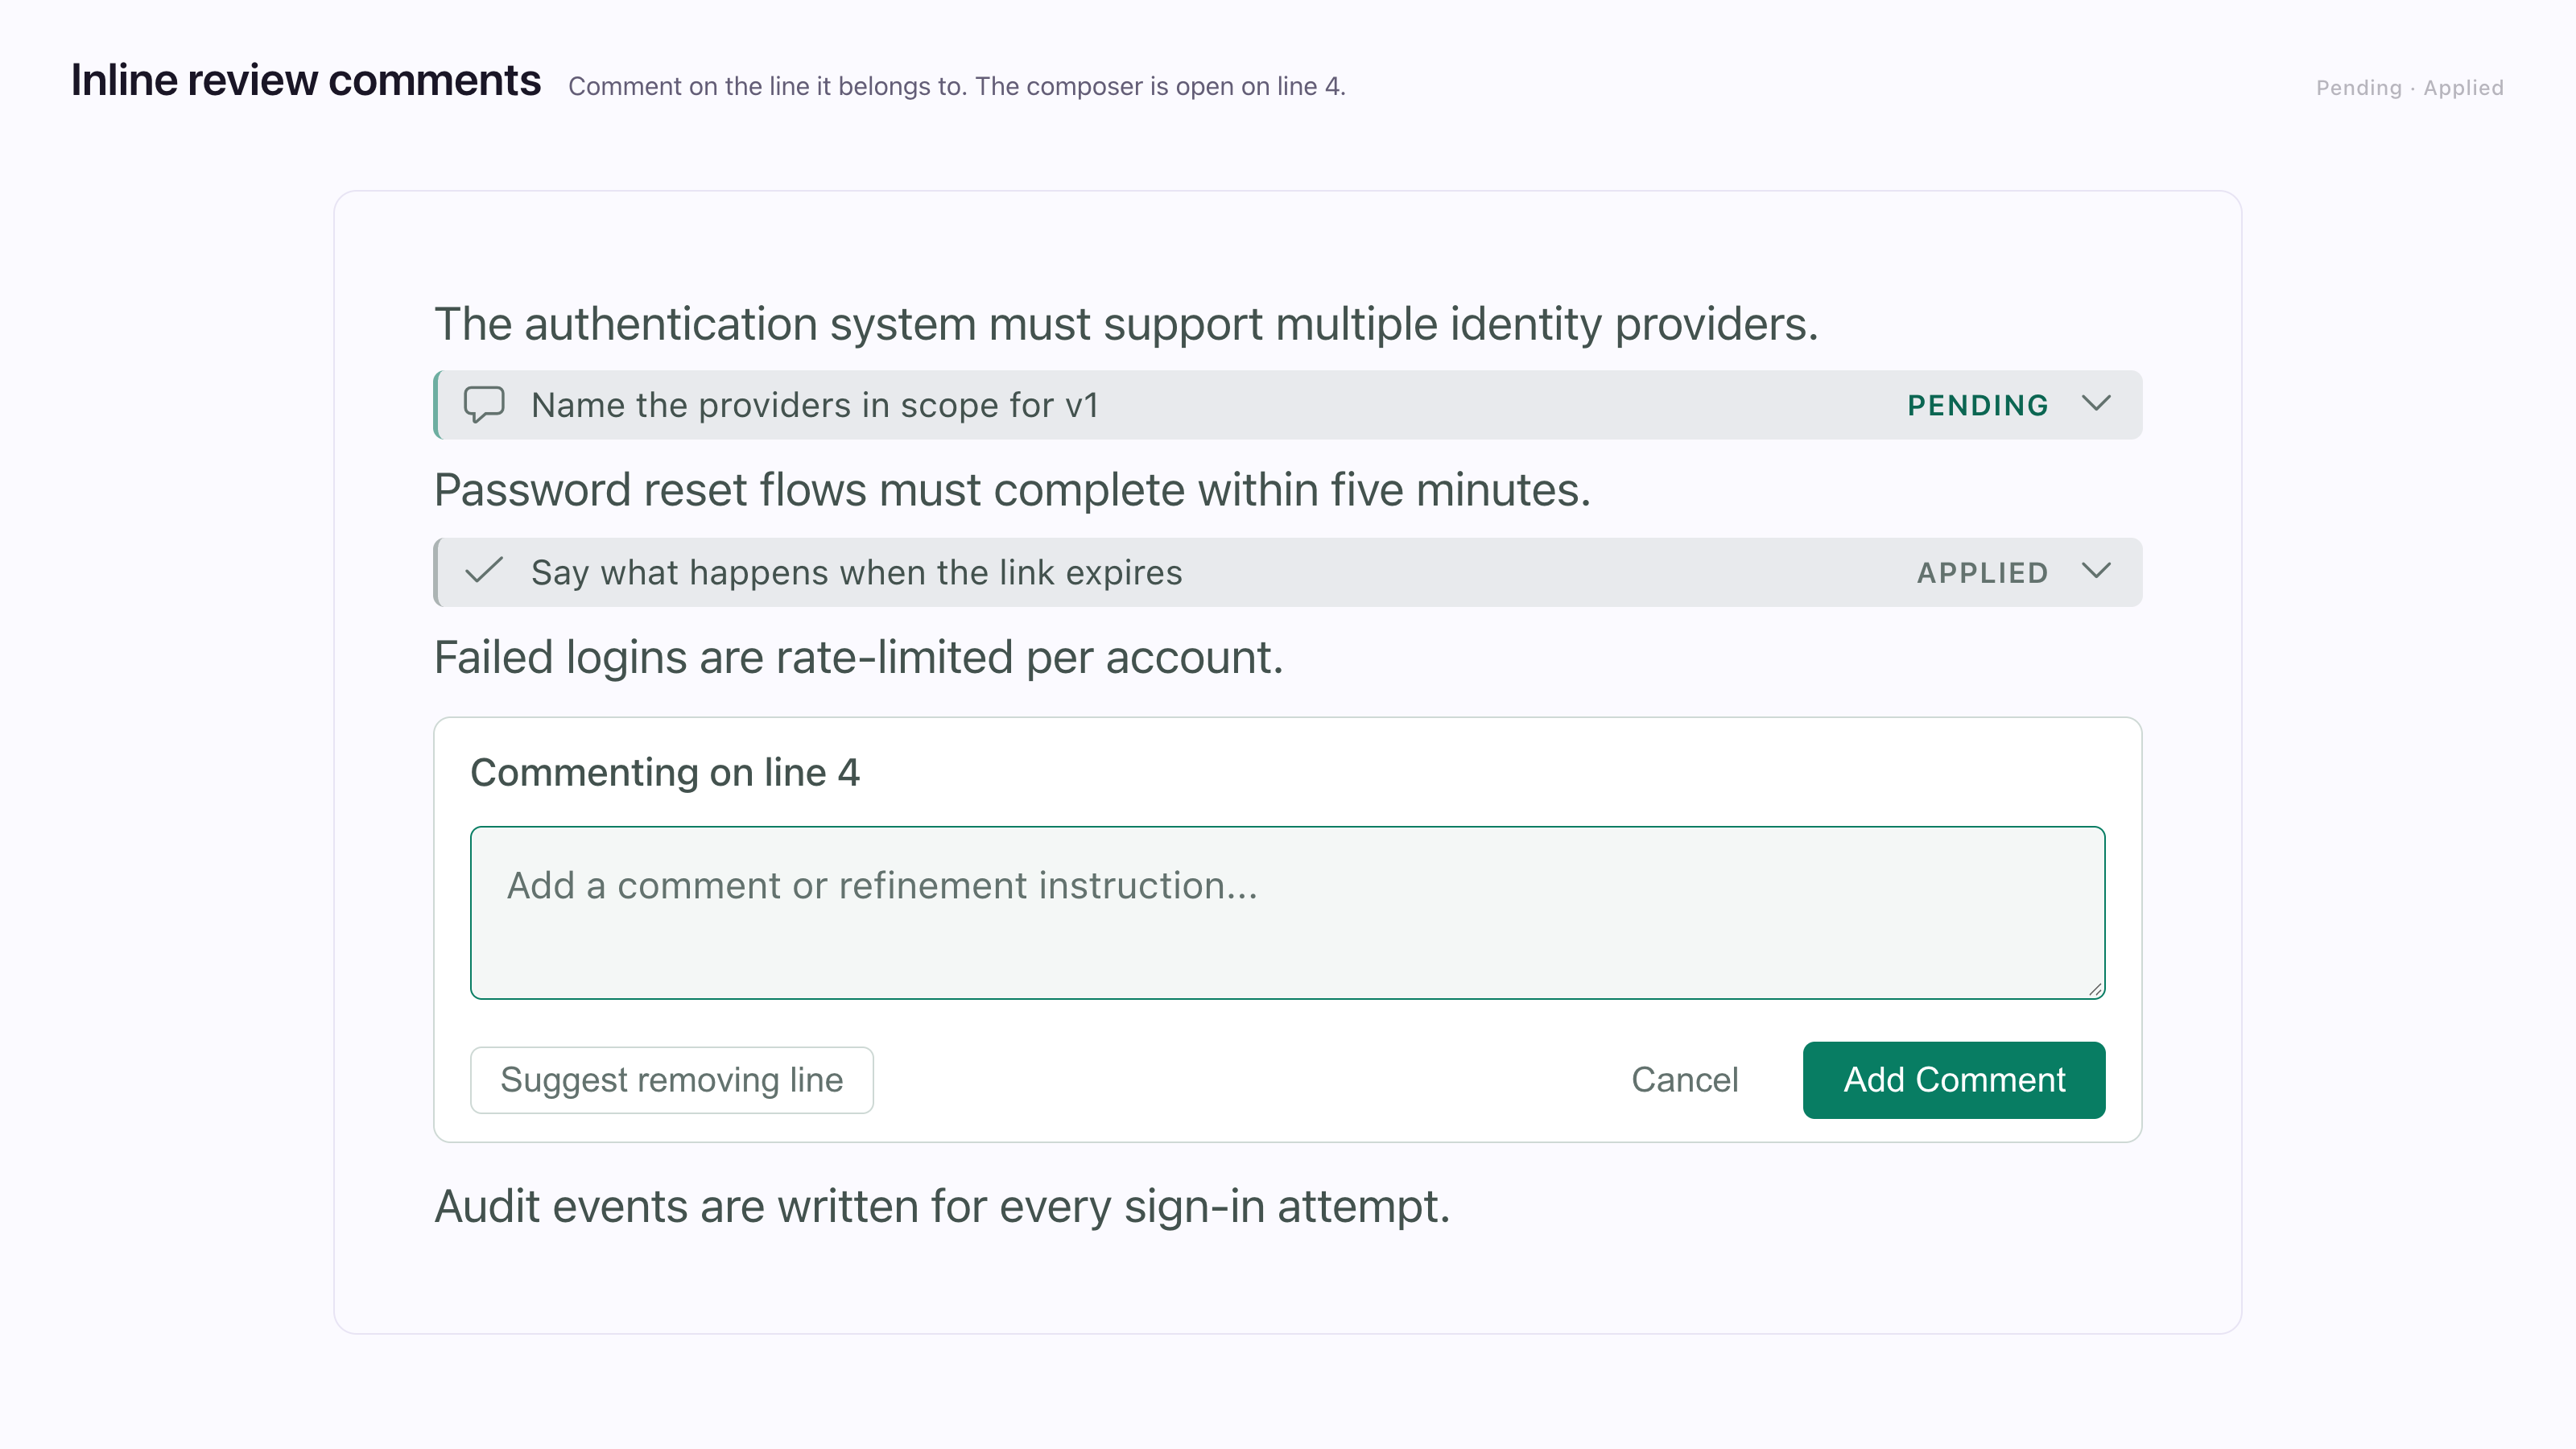 Inline review comments
Comment on the line it belongs to. The composer is open on line 4.
Pending · Applied
The authentication system must support multiple identity providers.
Name the providers in scope for v1
PENDING
Password reset flows must complete within five minutes.
Say what happens when the link expires
APPLIED
Failed logins are rate-limited per account.
Commenting on line 4
Add a comment or refinement instruction...
Suggest removing line
Cancel
Add Comment
Audit events are written for every sign-in attempt.